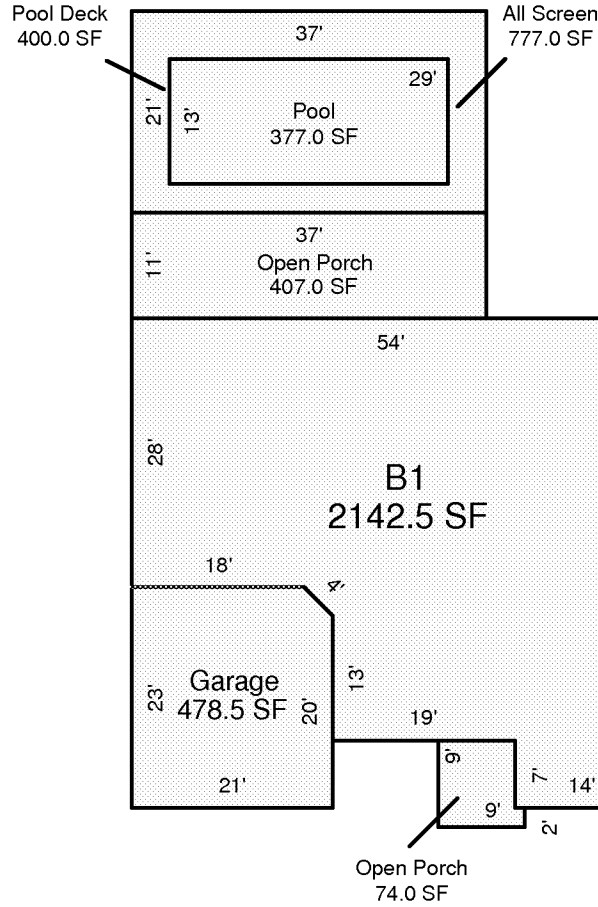 Pool Deck
400.0 SF
All Screen
777.0 SF
37'
29'
21'
13'
Pool
377.0 SF
37'
11'
Open Porch
407.0 SF
54'
28'
B1
2142.5 SF
18'
4'
Garage
478.5 SF
23'
20'
13'
19'
21'
9'
7'
14'
9'
2'
Open Porch
74.0 SF